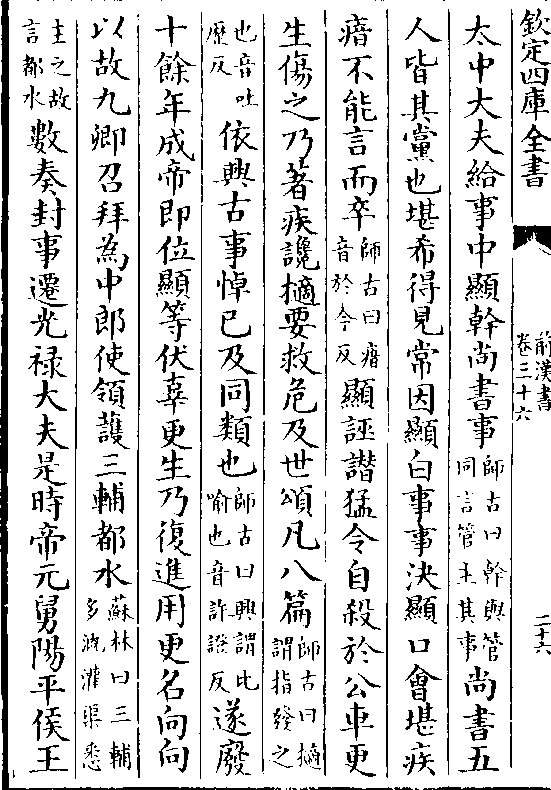 欽定四庫全書
前漢書
卷三十六
二十六
太中大夫給事中顯幹尚書事師古曰幹與管同言管主其事尚書五
人皆其黨也堪希得見常因顯白事事決顯口會堪疾
瘖不能言而卒師古曰瘖音於今反顯誣譖猛令自殺於公車更
生傷之乃著疾讒擿要救危及世頌凡八篇師古曰擿謂指發之
也音吐歴反依興古事悼已及同類也師古曰興謂比喻也音許證反遂廢
十餘年成帝即位顯等伏辜更生乃復進用更名向向
以故九卿召拜為中郎使領護三輔都水蘇林曰三輔多溉灌渠悉
主之故言都水數奏封事遷光禄大夫是時帝元舅陽平侯王